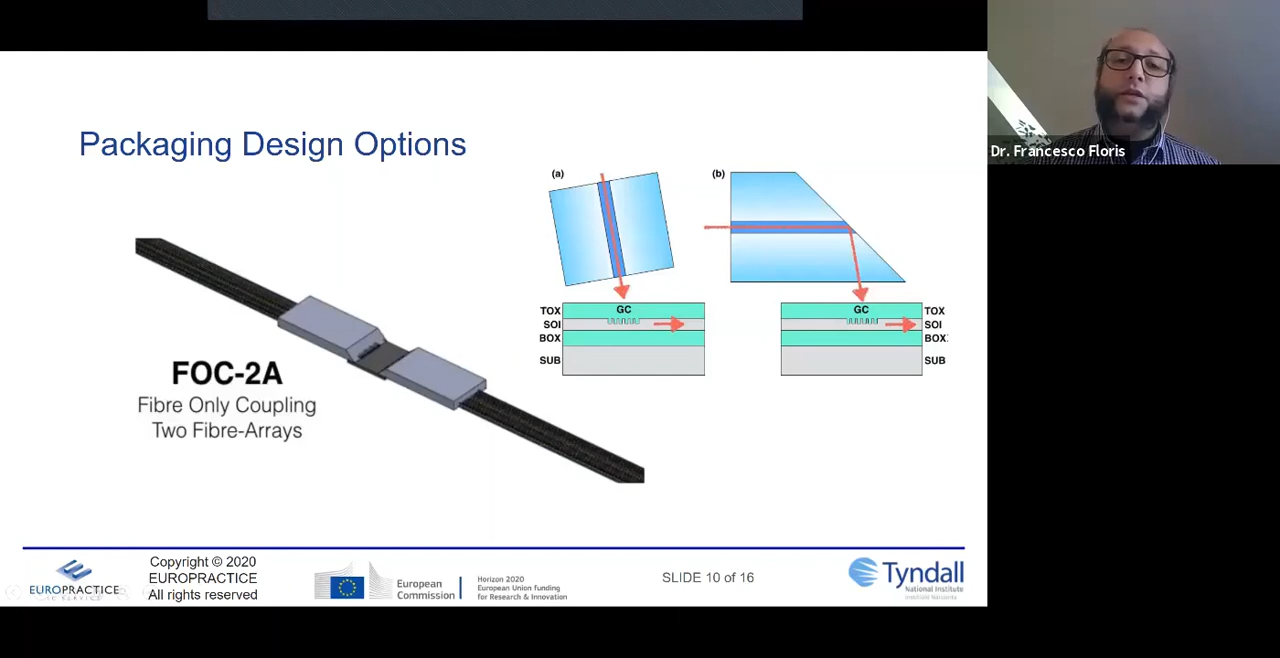 Packaging Design Options
FOC-2A
Fibre Only Coupling
Two Fibre-Arrays
(a)
(b)
TOX
GC
SOI
BOX
SUB
GC
TOX
SOI
BOX
SUB
EUROPRACTICE
IC SERVICE
Copyright © 2020
EUROPRACTICE
All rights reserved
European
Commission
Horizon 2020
European Union funding
for Research & Innovation
SLIDE 10 of 16
Tyndall
National Institute
Dr. Francesco Floris